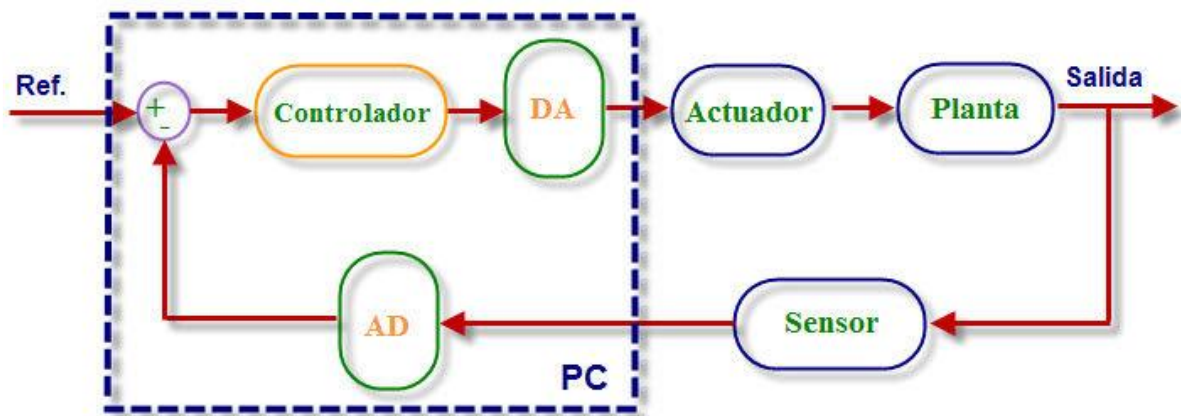 Ref.
+
-
Controlador
DA
Actuador
Planta
Salida
AD
Sensor
PC